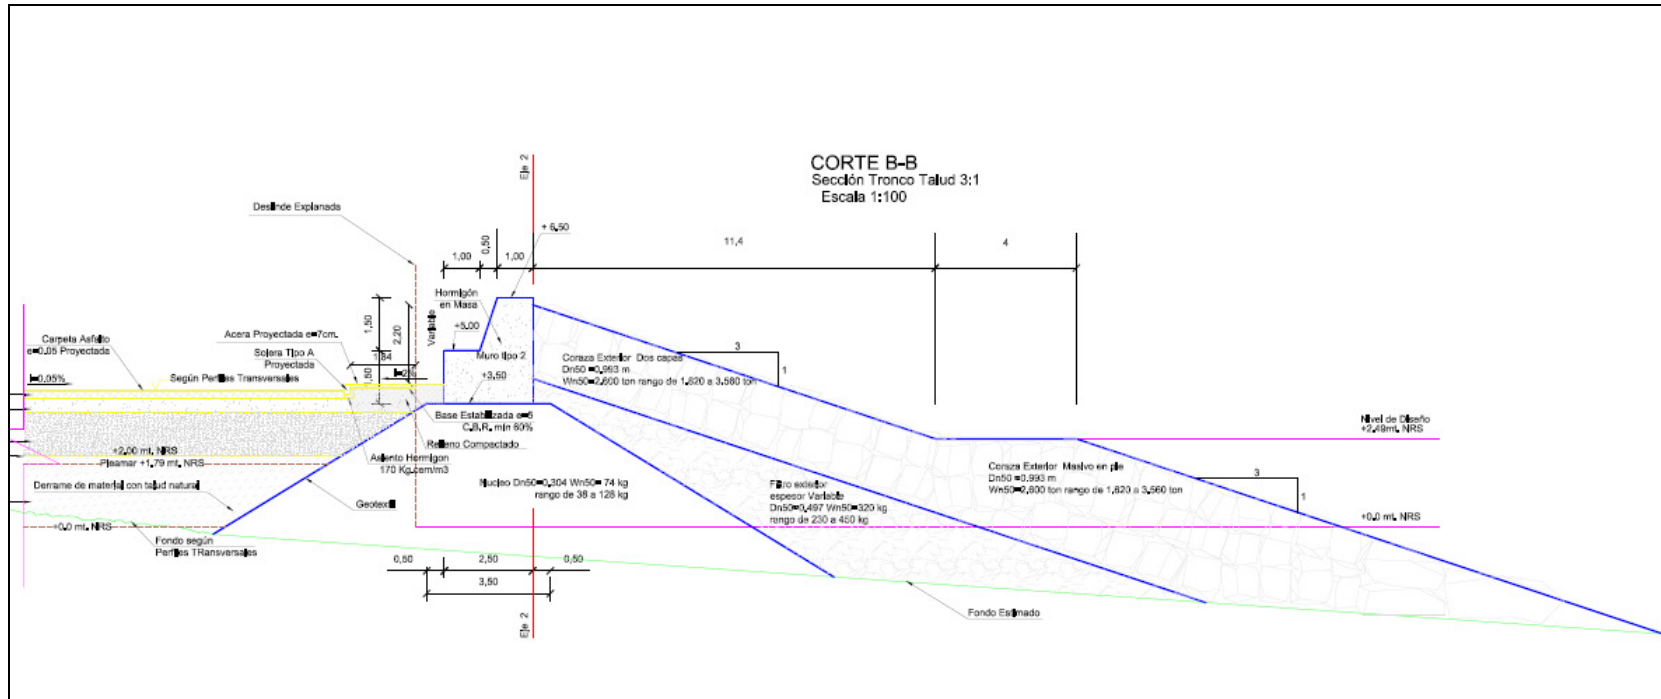 CORTE B-B
Sección Tronco Talud 3:1
Escala 1:100
Eje 2
Deslinde Explanada
+ 6,50
11,4
4
1,00
0,50
1,00
Hormigón
en Masa
Variable
1,50
2,20
+5.00
Acera Proyectada e=7cm.
Carpeta Asfalto
e=0.05 Proyectada
Solera Tipo A
Proyectada
1,84
Muro tipo 2
3
1
Coraza Exterior Dos capas
Dn50 =0,993 m
Wn50=2,600 ton rango de 1,620 a 3,560 ton
i=0,05%
Según Perfiles Transversales
i=2%
+3,50
Base Estabilizada e=6
C.B.R. mín 60%
Nivel de Diseño
+2.49mt. NRS
Relleno Compactado
+2.00 mt. NRS
Pleamar +1.79 mt. NRS
Asiento Hormigon
170 Kg.cem/m3
Coraza Exterior Masivo en pie
Dn50 =0.993 m
Wn50=2,600 ton rango de 1,620 a 3,560 ton
3
1
Derrame de material con talud natural
Geotextil
Nucleo Dn50=0,304 Wn50= 74 kg
rango de 38 a 128 kg
Filtro exterior
espesor Variable
Dn50=0,497 Wn50=320 kg
rango de 230 a 450 kg
+0.0 mt. NRS
+0.0 mt. NRS
Fondo según
Perfiles TRansversales
0,50
2,50
0,50
3,50
Fondo Estimado
Eje 2